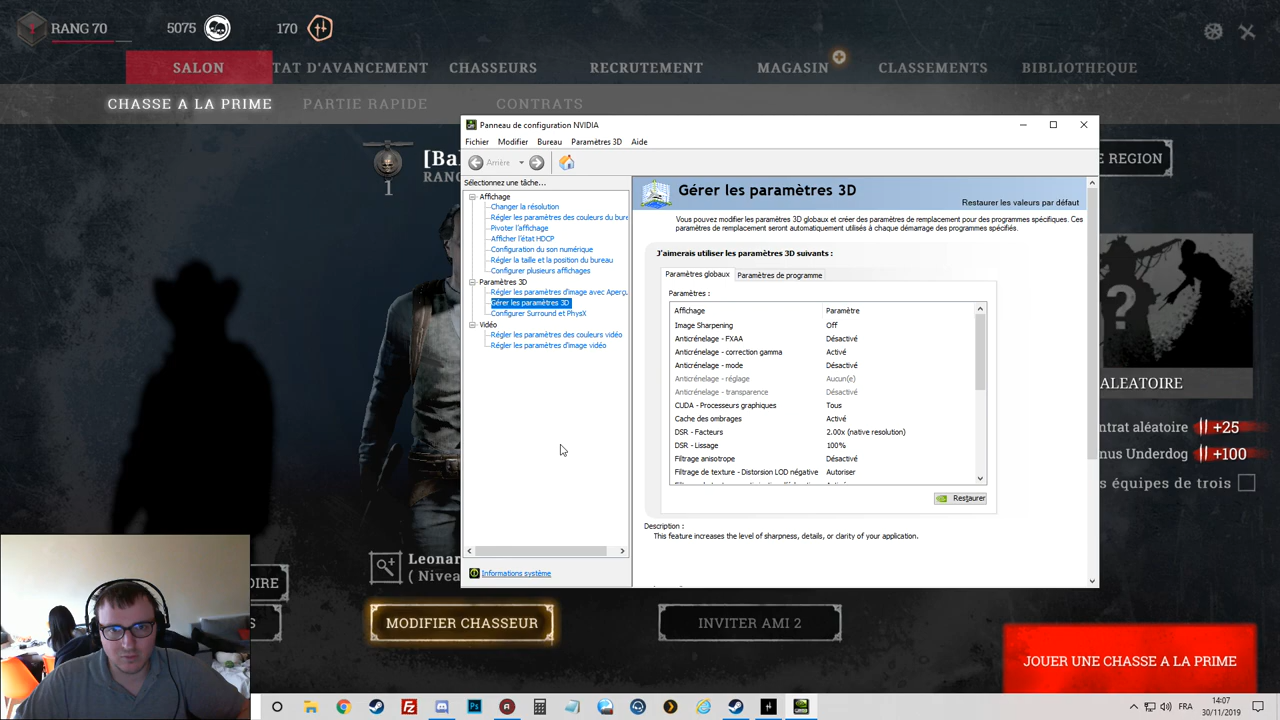 RANG 70
5075
170
SALON
TAT D'AVANCEMENT
CHASSEURS
RECRUTEMENT
MAGASIN
CLASSEMENTS
BIBLIOTHEQUE
CHASSE A LA PRIME
PARTIE RAPIDE
CONTRATS
[Ba
RANG
1
E REGION
Panneau de configuration NVIDIA
Fichier
Modifier
Bureau
Paramètres 3D
Aide
Arrière
Sélectionnez une tâche...
Affichage
Changer la résolution
Régler les paramètres des couleurs du bure
Pivoter l'affichage
Afficher l'état HDCP
Configuration du son numérique
Régler la taille et la position du bureau
Configurer plusieurs affichages
Paramètres 3D
Régler les paramètres d'image avec Aperç
Gérer les paramètres 3D
Configurer Surround et PhysX
Vidéo
Régler les paramètres des couleurs vidéo
Régler les paramètres d'image vidéo
Informations système
Gérer les paramètres 3D
Restaurer les valeurs par défaut
Vous pouvez modifier les paramètres 3D globaux et créer des paramètres de remplacement pour des programmes spécifiques. Ces
paramètres de remplacement seront automatiquement utilisés à chaque démarrage des programmes spécifiés.
J'aimerais utiliser les paramètres 3D suivants :
Paramètres globaux
Paramètres de programme
Paramètres :
Affichage Paramètre
Image Sharpening Off
Anticrénelage - FXAA Désactivé
Anticrénelage - correction gamma Activé
Anticrénelage - mode Désactivé
Anticrénelage - réglage Aucun(e)
Anticrénelage - transparence Désactivé
CUDA - Processeurs graphiques Tous
Cache des ombrages Activé
DSR - Facteurs 2.00x (native resolution)
DSR - Lissage 100%
Filtrage anisotrope Désactivé
Filtrage de texture - Distorsion LOD négative Autoriser
Restaurer
Description :
This feature increases the level of sharpness, details, or clarity of your application.
ALEATOIRE
ntrat aléatoire +25
nus Underdog +100
s équipes de trois
Leonar
( Nivea
OIRE
S
MODIFIER CHASSEUR
INVITER AMI 2
JOUER UNE CHASSE A LA PRIME
FRA
14:07
30/11/2019